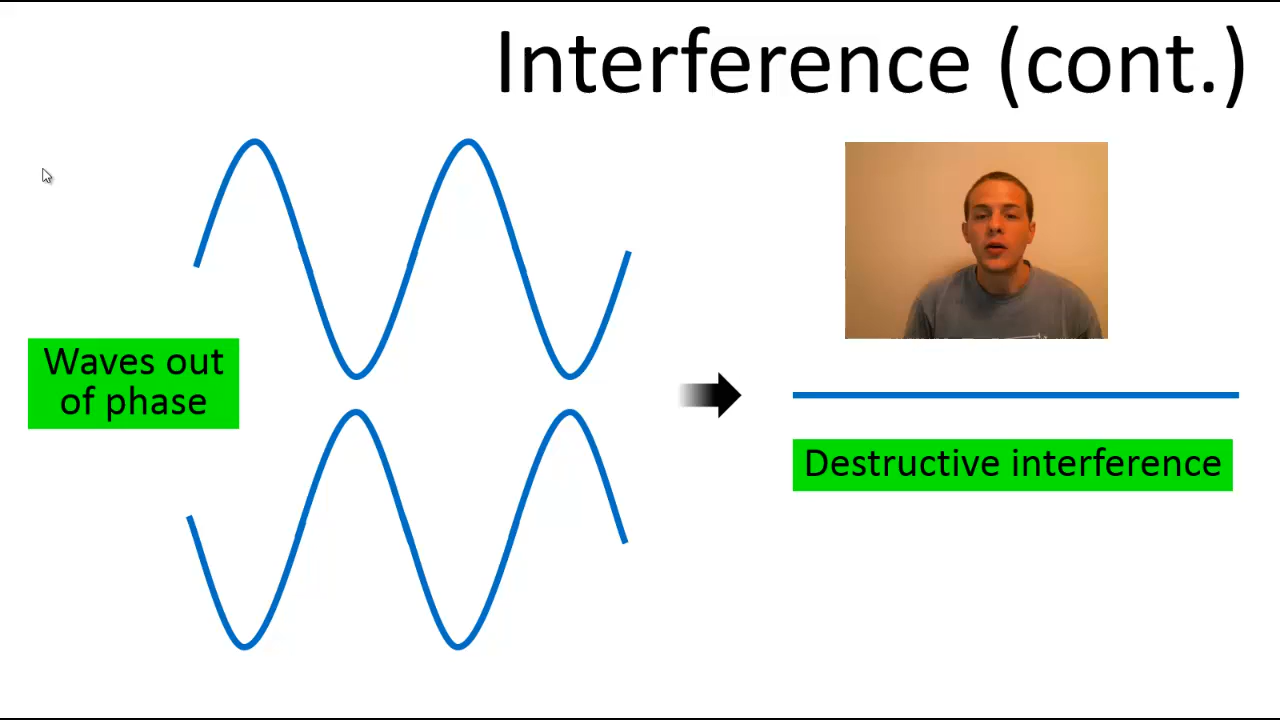 Interference (cont.)
Waves out
of phase
Destructive interference